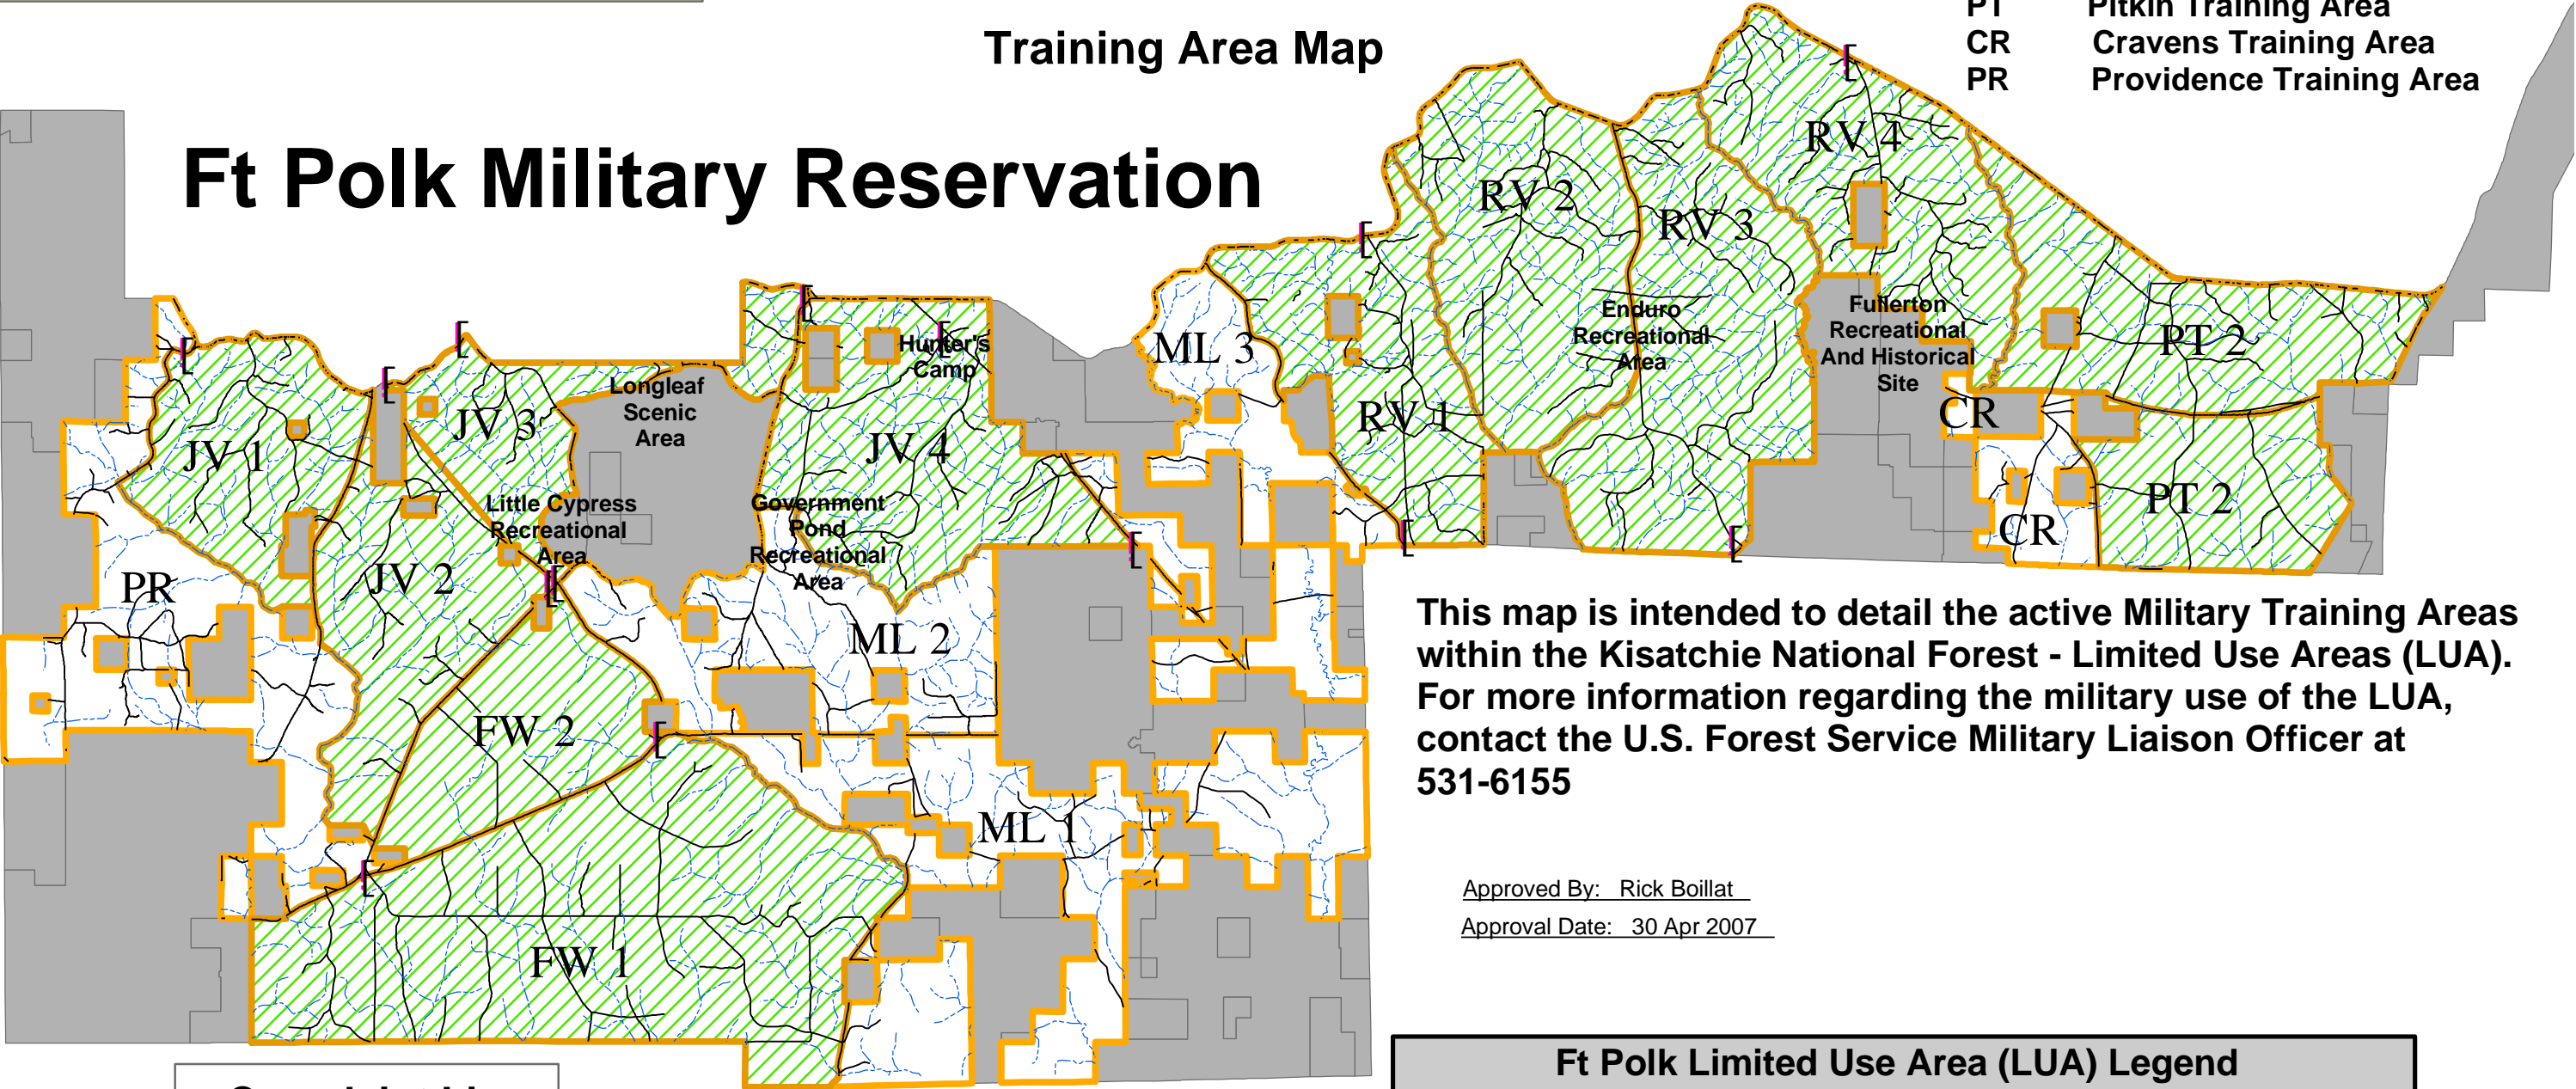 PT Pitkin Training Area
CR Cravens Training Area
PR Providence Training Area
Training Area Map
Ft Polk Military Reservation
RV 4
RV 2
RV 3
Enduro
Recreational
Area
Fullerton
Recreational
And Historical
Site
PT 2
ML 3
Hunter's
Camp
Longleaf
Scenic
Area
JV 3
JV 1
JV 4
RV 1
CR
PT 2
CR
Little Cypress
Recreational
Area
Government
Pond
Recreational
Area
JV 2
PR
ML 2
FW 2
ML 1
FW 1
This map is intended to detail the active Military Training Areas
within the Kisatchie National Forest - Limited Use Areas (LUA).
For more information regarding the military use of the LUA,
contact the U.S. Forest Service Military Liaison Officer at
531-6155
Approved By: Rick Boillat
Approval Date: 30 Apr 2007
Ft Polk Limited Use Area (LUA) Legend